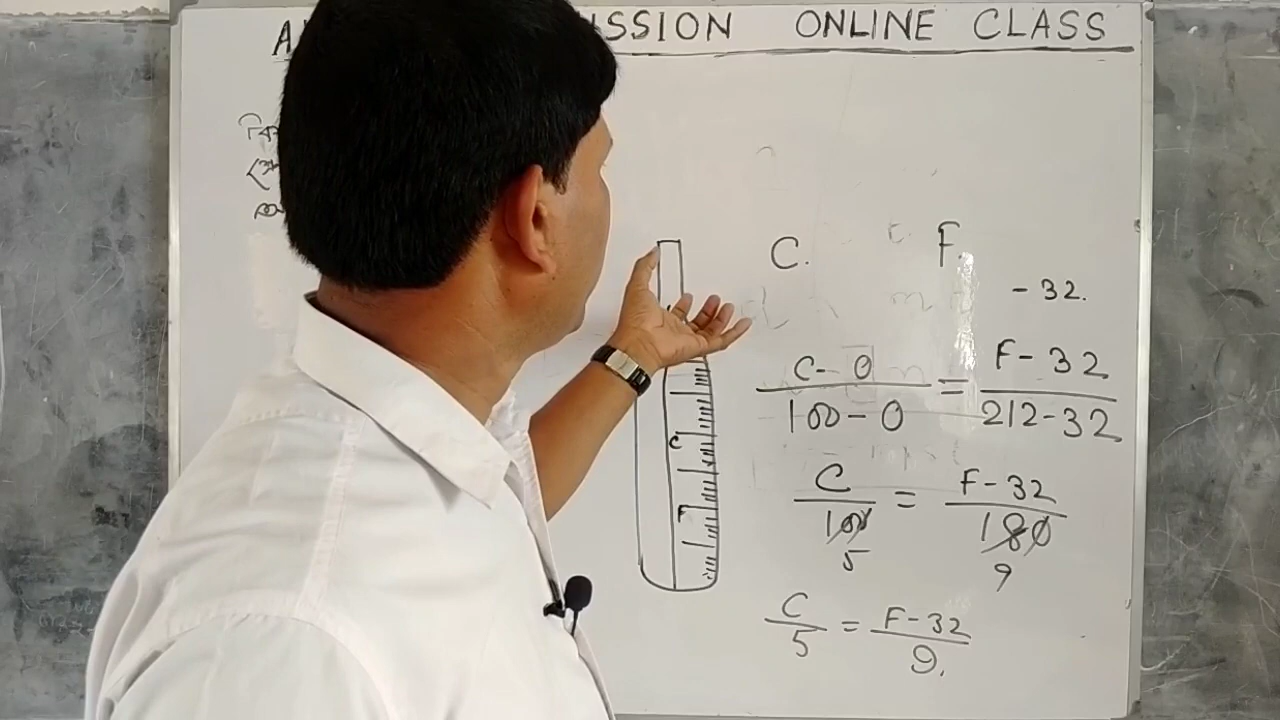 SSION ONLINE CLASS
C. F.
- 32.
C - 0 / 100 - 0 = F - 32 / 212 - 32
C / 100 = F - 32 / 180
5 9
C / 5 = F - 32 / 9.
C
F